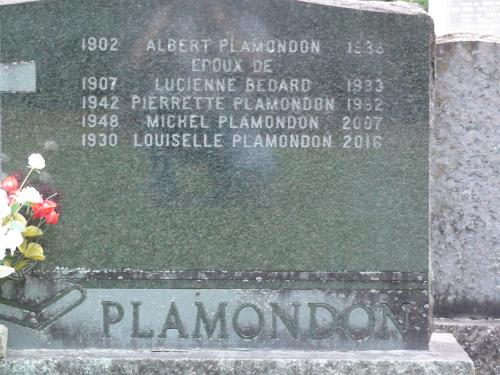 1902 ALBERT PLAMONDON
EPOUX DE
1907 LUCIENNE BEDARD
1942 PIERRETTE PLAMONDON
1948 MICHEL PLAMONDON 2007
1930 LOUISELLE PLAMONDON 2016
PLAMONDON